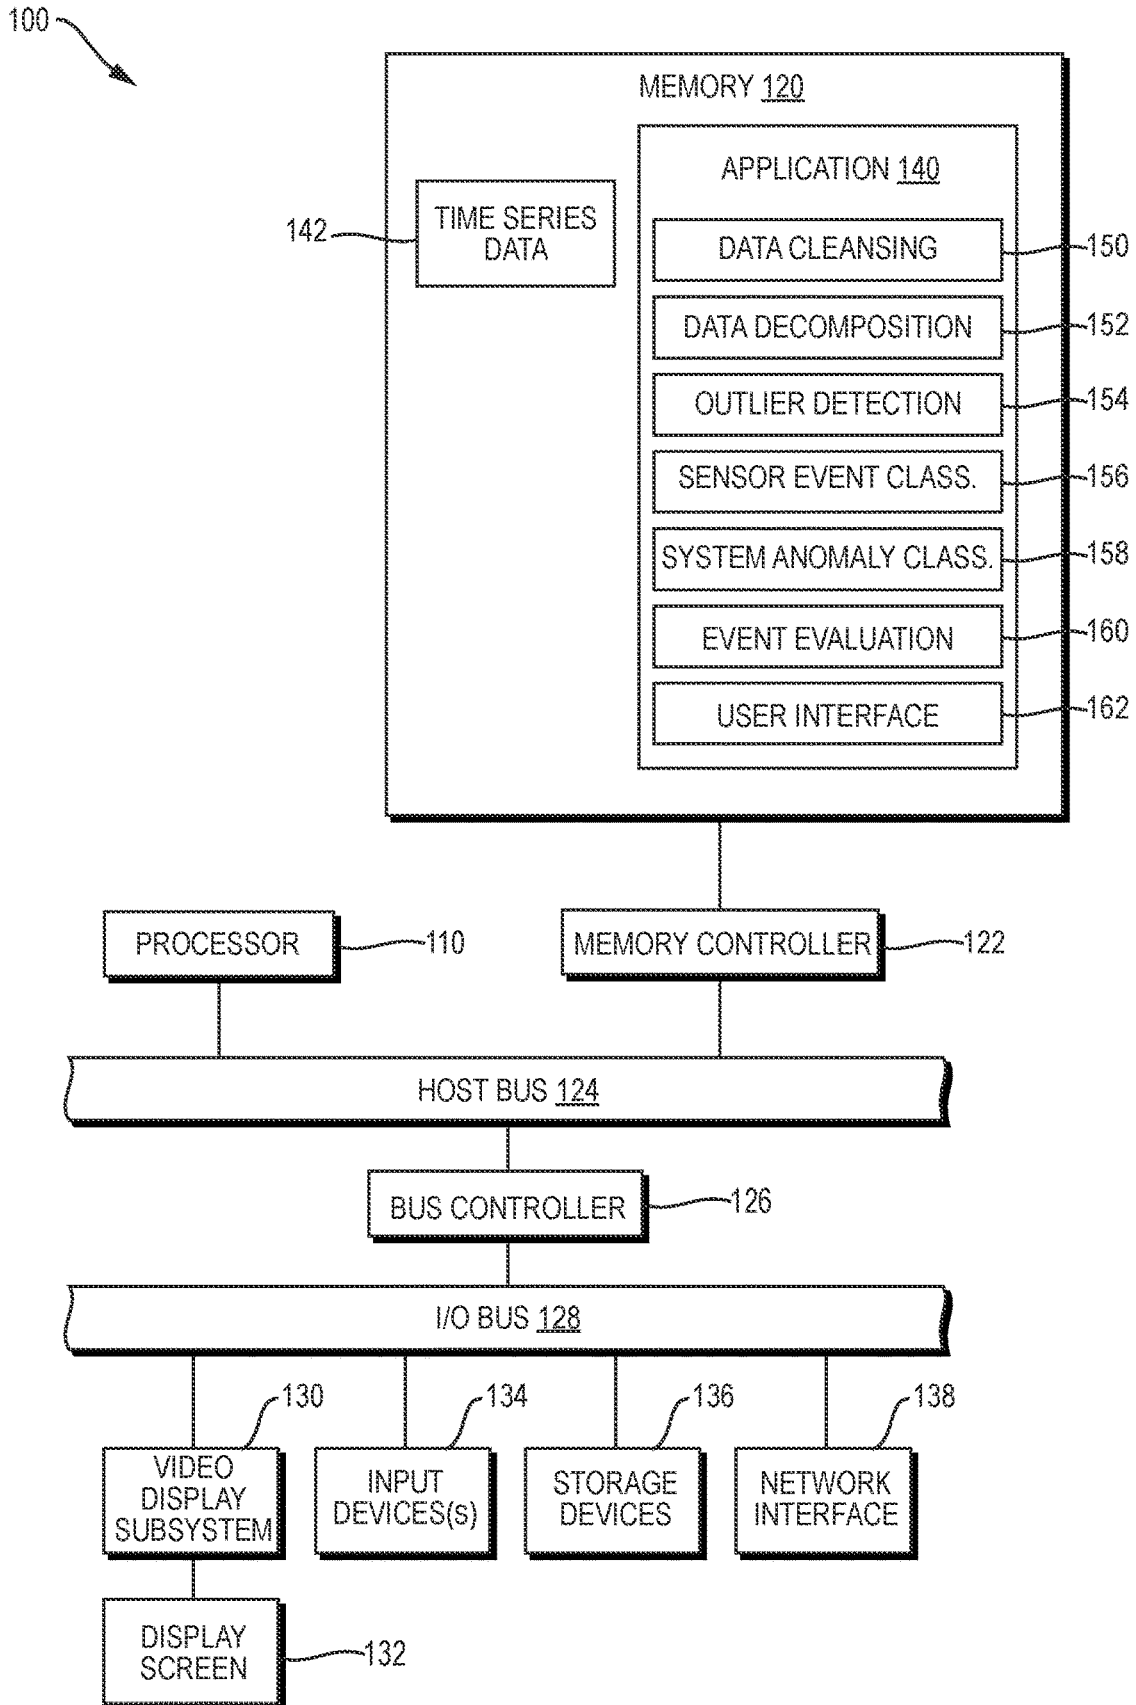 100
MEMORY 120
APPLICATION 140
TIME SERIES
DATA
142
DATA CLEANSING
150
DATA DECOMPOSITION
152
OUTLIER DETECTION
154
SENSOR EVENT CLASS.
156
SYSTEM ANOMALY CLASS.
158
EVENT EVALUATION
160
USER INTERFACE
162
PROCESSOR
110
MEMORY CONTROLLER
122
HOST BUS 124
BUS CONTROLLER
126
I/O BUS 128
130
134
136
138
VIDEO
DISPLAY
SUBSYSTEM
INPUT
DEVICES(s)
STORAGE
DEVICES
NETWORK
INTERFACE
DISPLAY
SCREEN
132